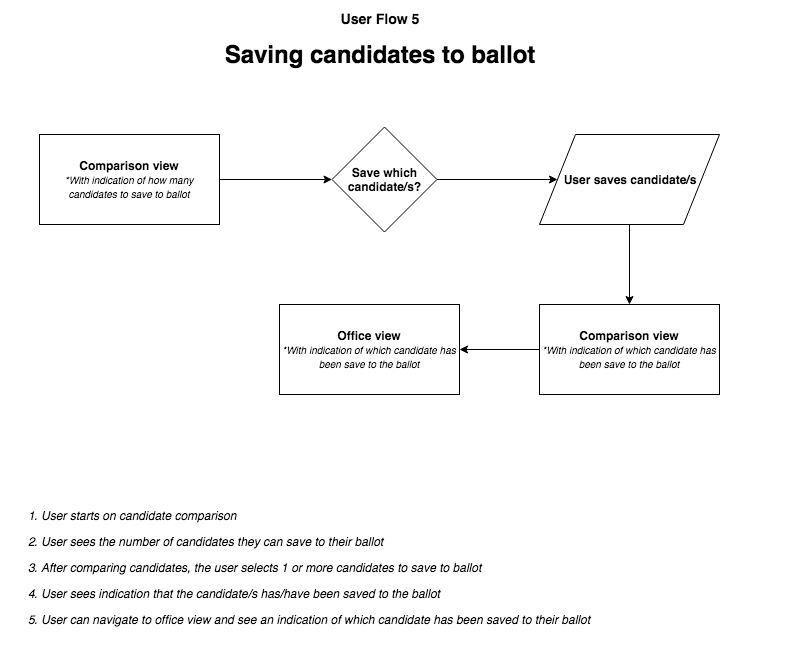 User Flow 5
Saving candidates to ballot
Comparison view
*With indication of how many
candidates to save to ballot
Save which
candidate/s?
User saves candidate/s
Office view
*With indication of which candidate has
been save to the ballot
Comparison view
*With indication of which candidate has
been save to the ballot
1. User starts on candidate comparison
2. User sees the number of candidates they can save to their ballot
3. After comparing candidates, the user selects 1 or more candidates to save to ballot
4. User sees indication that the candidate/s has/have been saved to the ballot
5. User can navigate to office view and see an indication of which candidate has been saved to their ballot